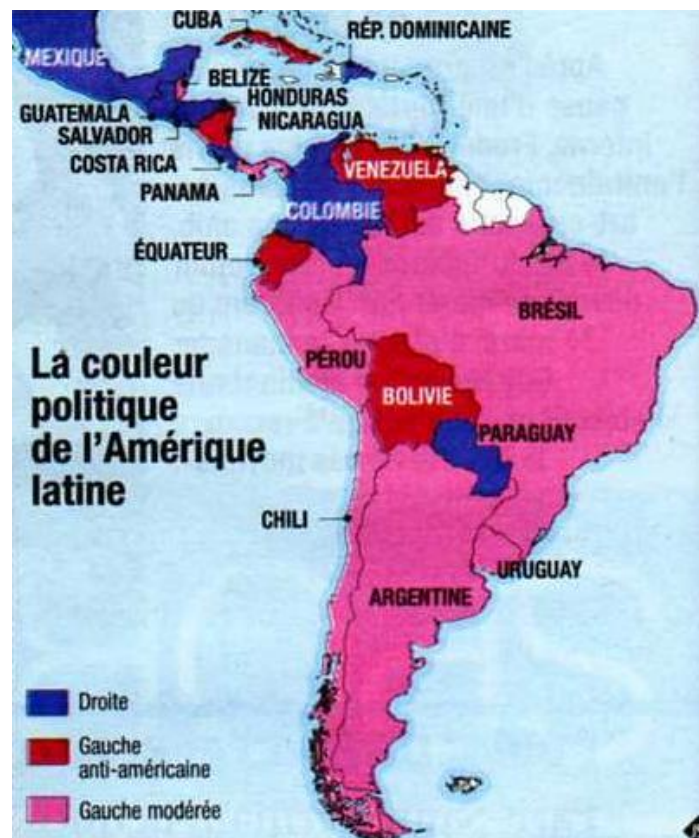 CUBA
RÉP. DOMINICAINE
MEXIQUE
BELIZE
HONDURAS
GUATEMALA
NICARAGUA
SALVADOR
COSTA RICA
VENEZUELA
PANAMA
COLOMBIE
ÉQUATEUR
BRÉSIL
PÉROU
La couleur
politique
de l'Amérique
latine
BOLIVIE
PARAGUAY
CHILI
URUGUAY
ARGENTINE
Droite
Gauche
anti-américaine
Gauche modérée